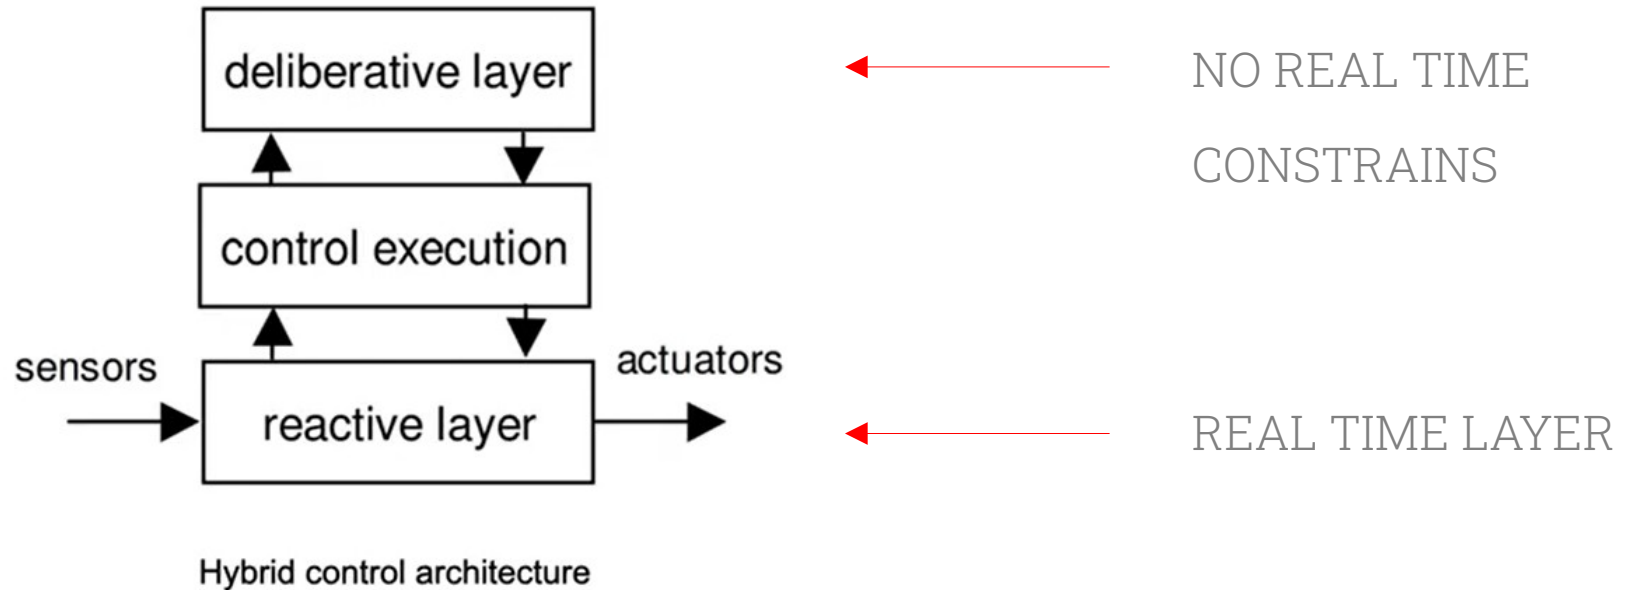 deliberative layer
NO REAL TIME
CONSTRAINS
control execution
sensors
actuators
reactive layer
REAL TIME LAYER
Hybrid control architecture